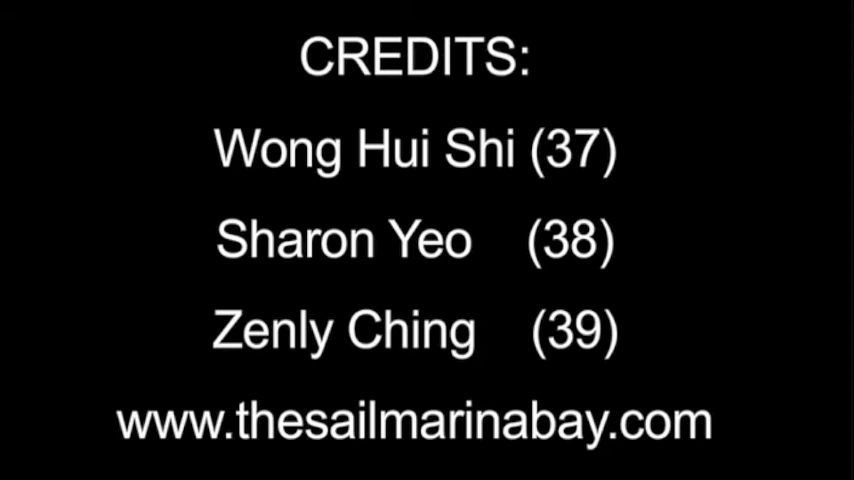 CREDITS:
Wong Hui Shi (37)
Sharon Yeo (38)
Zenly Ching (39)
www.thesailmarinabay.com